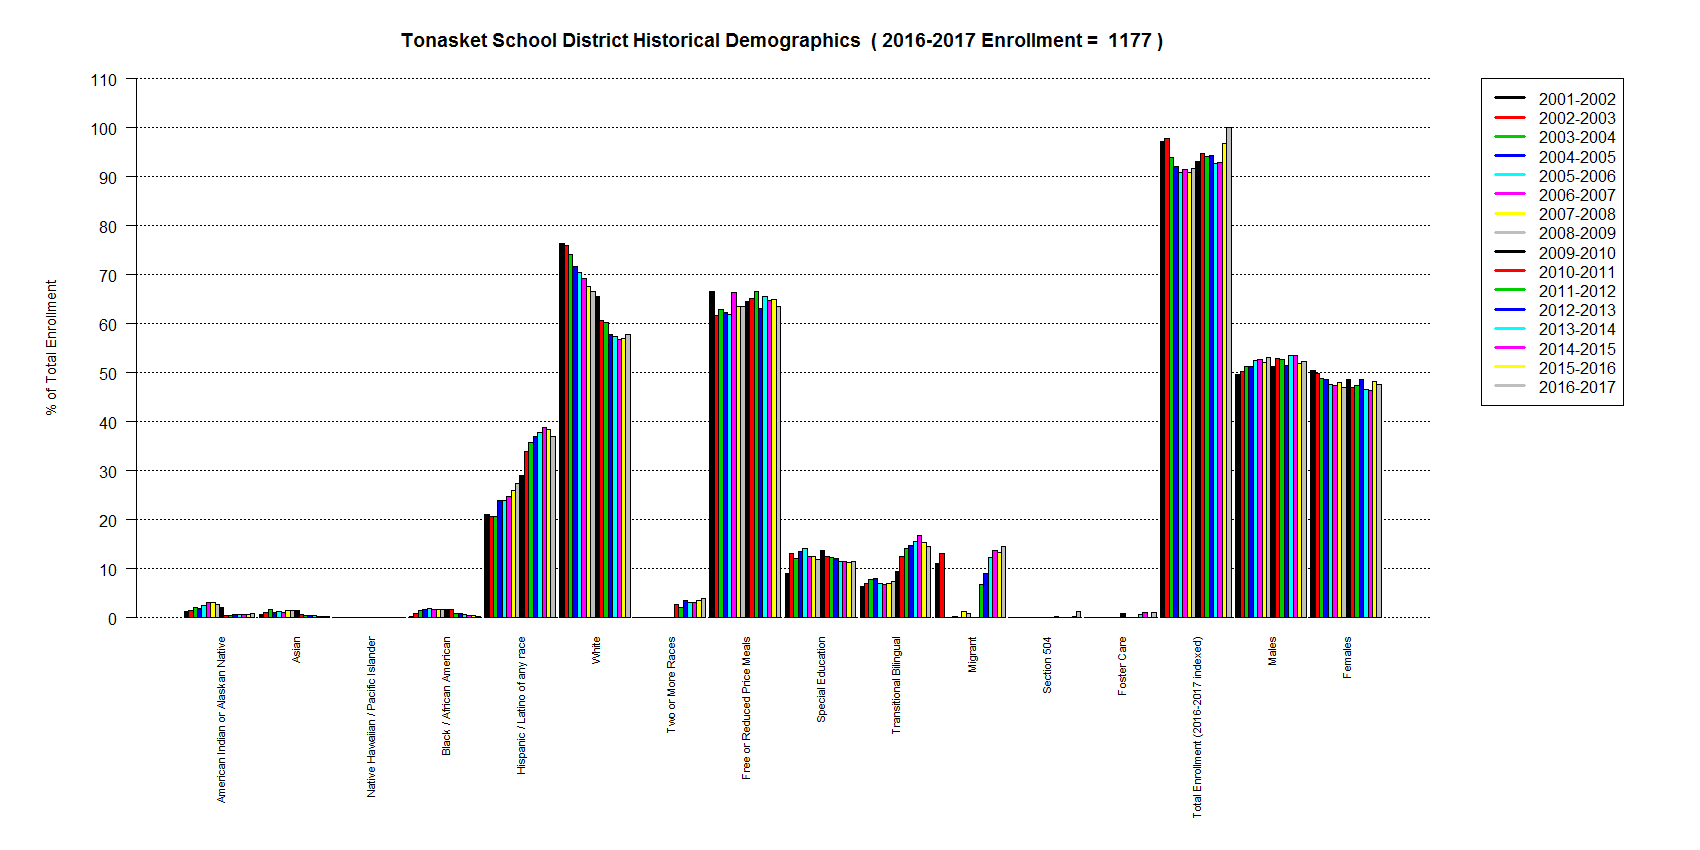 Tonasket School District Historical Demographics ( 2016-2017 Enrollment = 1177 )
% of Total Enrollment
110
100
90
80
70
60
50
40
30
20
10
0
American Indian or Alaskan Native
Asian
Native Hawaiian / Pacific Islander
Black / African American
Hispanic / Latino of any race
White
Two or More Races
Free or Reduced Price Meals
Special Education
Transitional Bilingual
Migrant
Section 504
Foster Care
Total Enrollment (2016-2017 indexed)
Males
Females
2001-2002
2002-2003
2003-2004
2004-2005
2005-2006
2006-2007
2007-2008
2008-2009
2009-2010
2010-2011
2011-2012
2012-2013
2013-2014
2014-2015
2015-2016
2016-2017